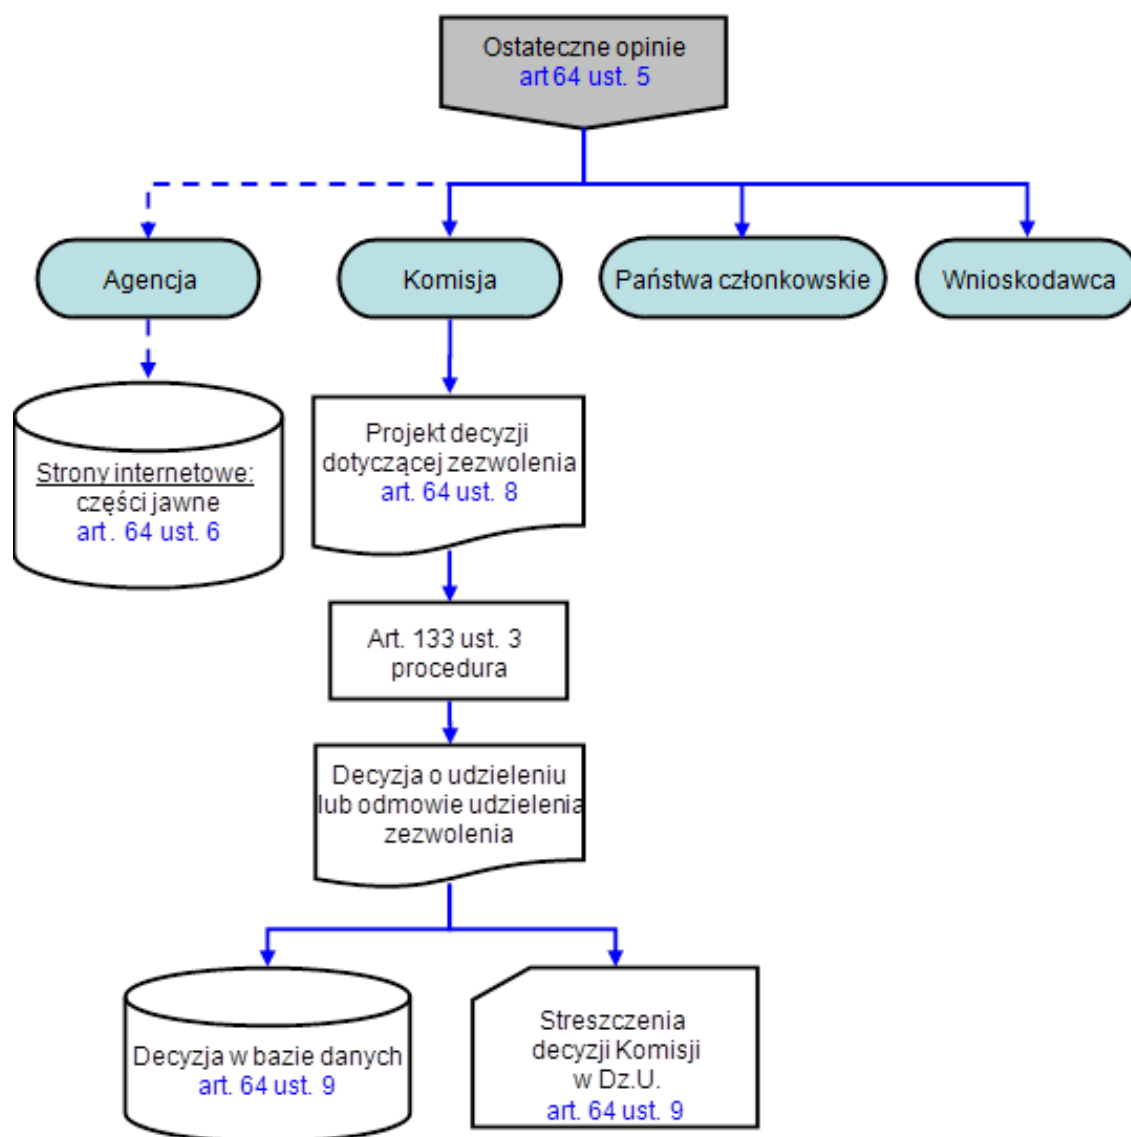 Ostateczne opinie
art 64 ust. 5
Agencja
Komisja
Państwa członkowskie
Wnioskodawca
Strony internetowe:
części jawne
art. 64 ust. 6
Projekt decyzji
dotyczącej zezwolenia
art. 64 ust. 8
Art. 133 ust. 3
procedura
Decyzja o udzieleniu
lub odmowie udzielenia
zezwolenia
Decyzja w bazie danych
art. 64 ust. 9
Streszczenia
decyzji Komisji
w Dz.U.
art. 64 ust. 9